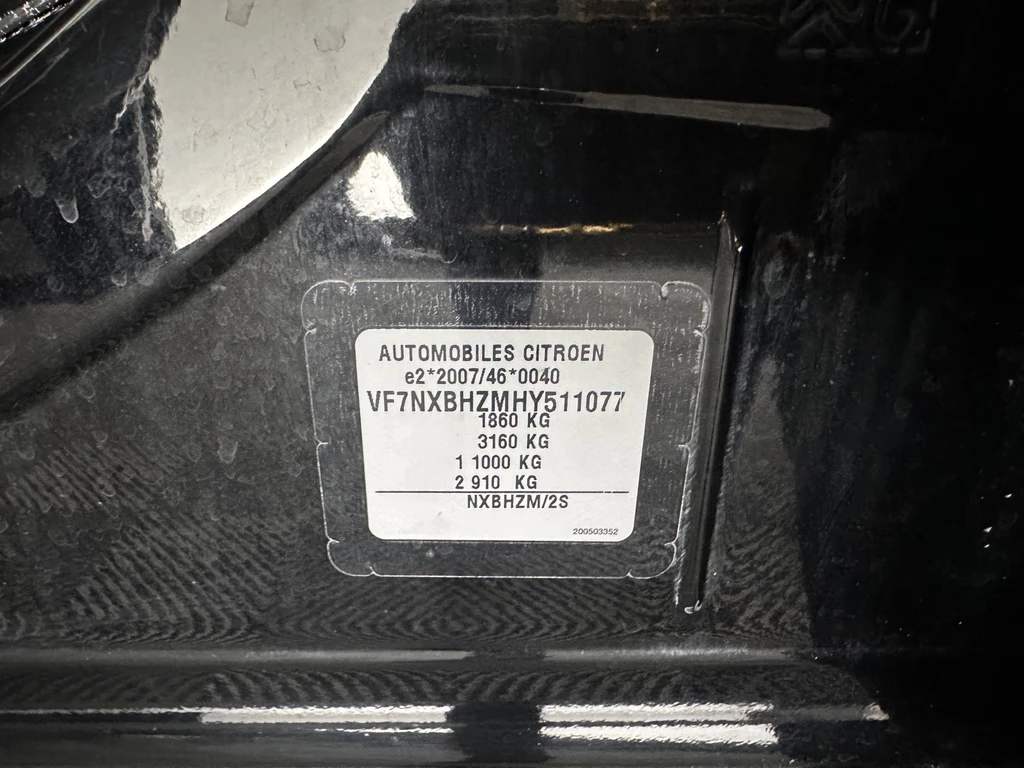 AUTOMOBILES CITROEN
e2*2007/46*0040
VF7NXBHZMHY511077
1860 KG
3160 KG
1 1000 KG
2 910 KG
NXBHZM/2S
200503352